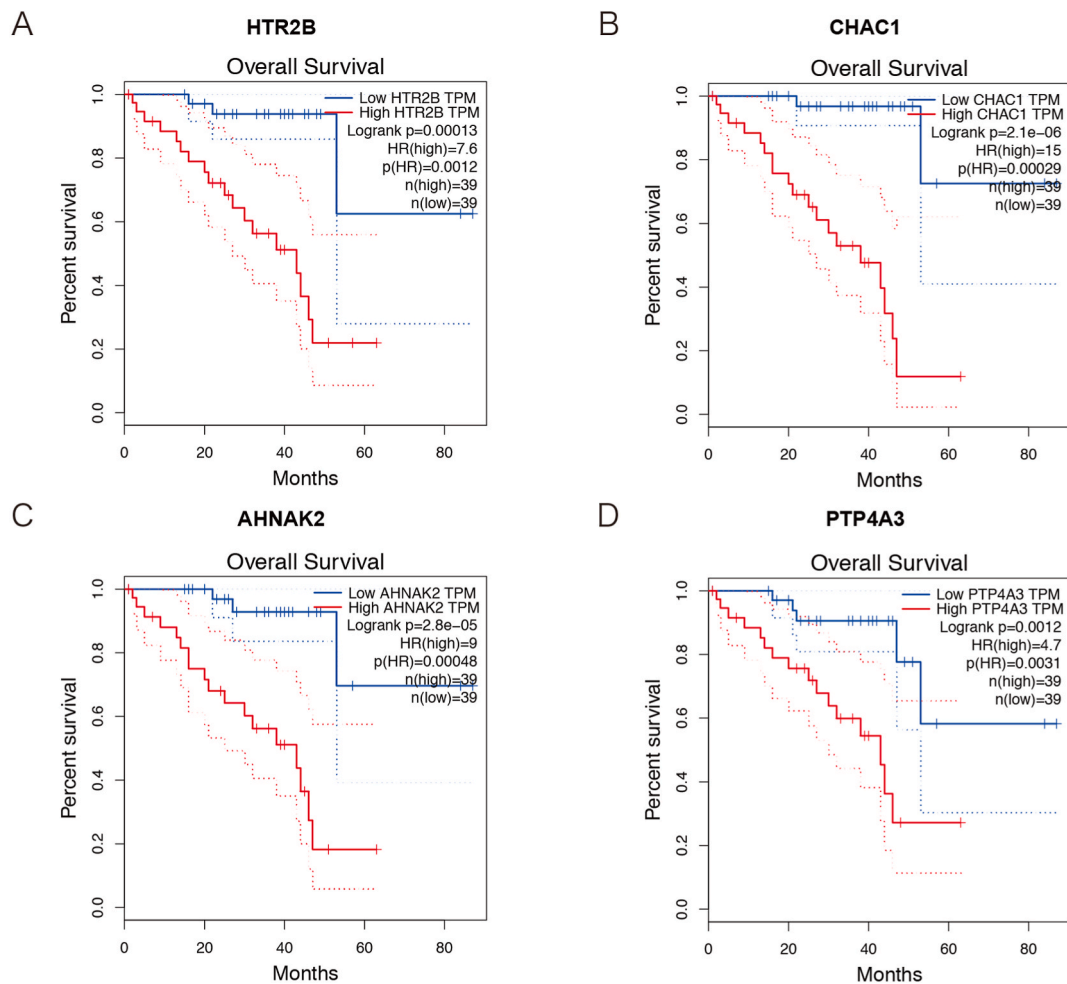 A
HTR2B
Overall Survival
Low HTR2B TPM
High HTR2B TPM
Logrank p=0.00013
HR(high)=7.6
p(HR)=0.0012
n(high)=39
n(low)=39
Percent survival
0.0 0.2 0.4 0.6 0.8 1.0
0 20 40 60 80
Months
B
CHAC1
Overall Survival
Low CHAC1 TPM
High CHAC1 TPM
Logrank p=2.1e−06
HR(high)=15
p(HR)=0.00029
n(high)=39
n(low)=39
Percent survival
0.0 0.2 0.4 0.6 0.8 1.0
0 20 40 60 80
Months
C
AHNAK2
Overall Survival
Low AHNAK2 TPM
High AHNAK2 TPM
Logrank p=2.8e−05
HR(high)=9
p(HR)=0.00048
n(high)=39
n(low)=39
Percent survival
0.0 0.2 0.4 0.6 0.8 1.0
0 20 40 60 80
Months
D
PTP4A3
Overall Survival
Low PTP4A3 TPM
High PTP4A3 TPM
Logrank p=0.0012
HR(high)=4.7
p(HR)=0.0031
n(high)=39
n(low)=39
Percent survival
0.0 0.2 0.4 0.6 0.8 1.0
0 20 40 60 80
Months